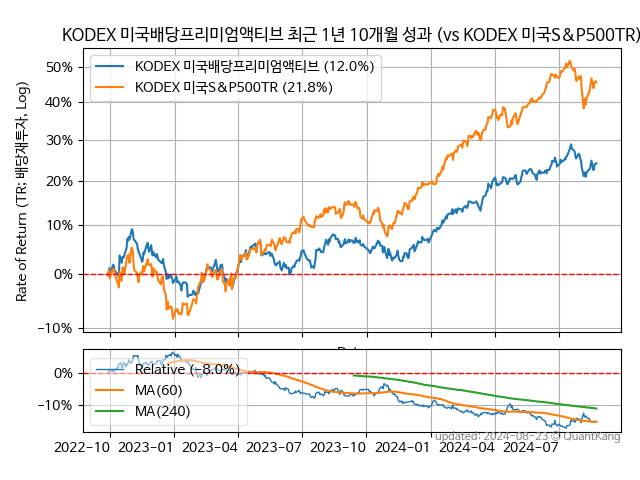 KODEX 미국배당프리미엄액티브 최근 1년 10개월 성과 (vs KODEX 미국S&P500TR)
Rate of Return (TR: 배당재투자, Log)
50%
40%
30%
20%
10%
0%
−10%
KODEX 미국배당프리미엄액티브 (12.0%)
KODEX 미국S&P500TR (21.8%)
0%
−10%
Relative (−8.0%)
MA(60)
MA(240)
2022−10 2023−01 2023−04 2023−07 2023−10 2024−01 2024−04 2024−07
updated: 2024−08−23 © QuantKang